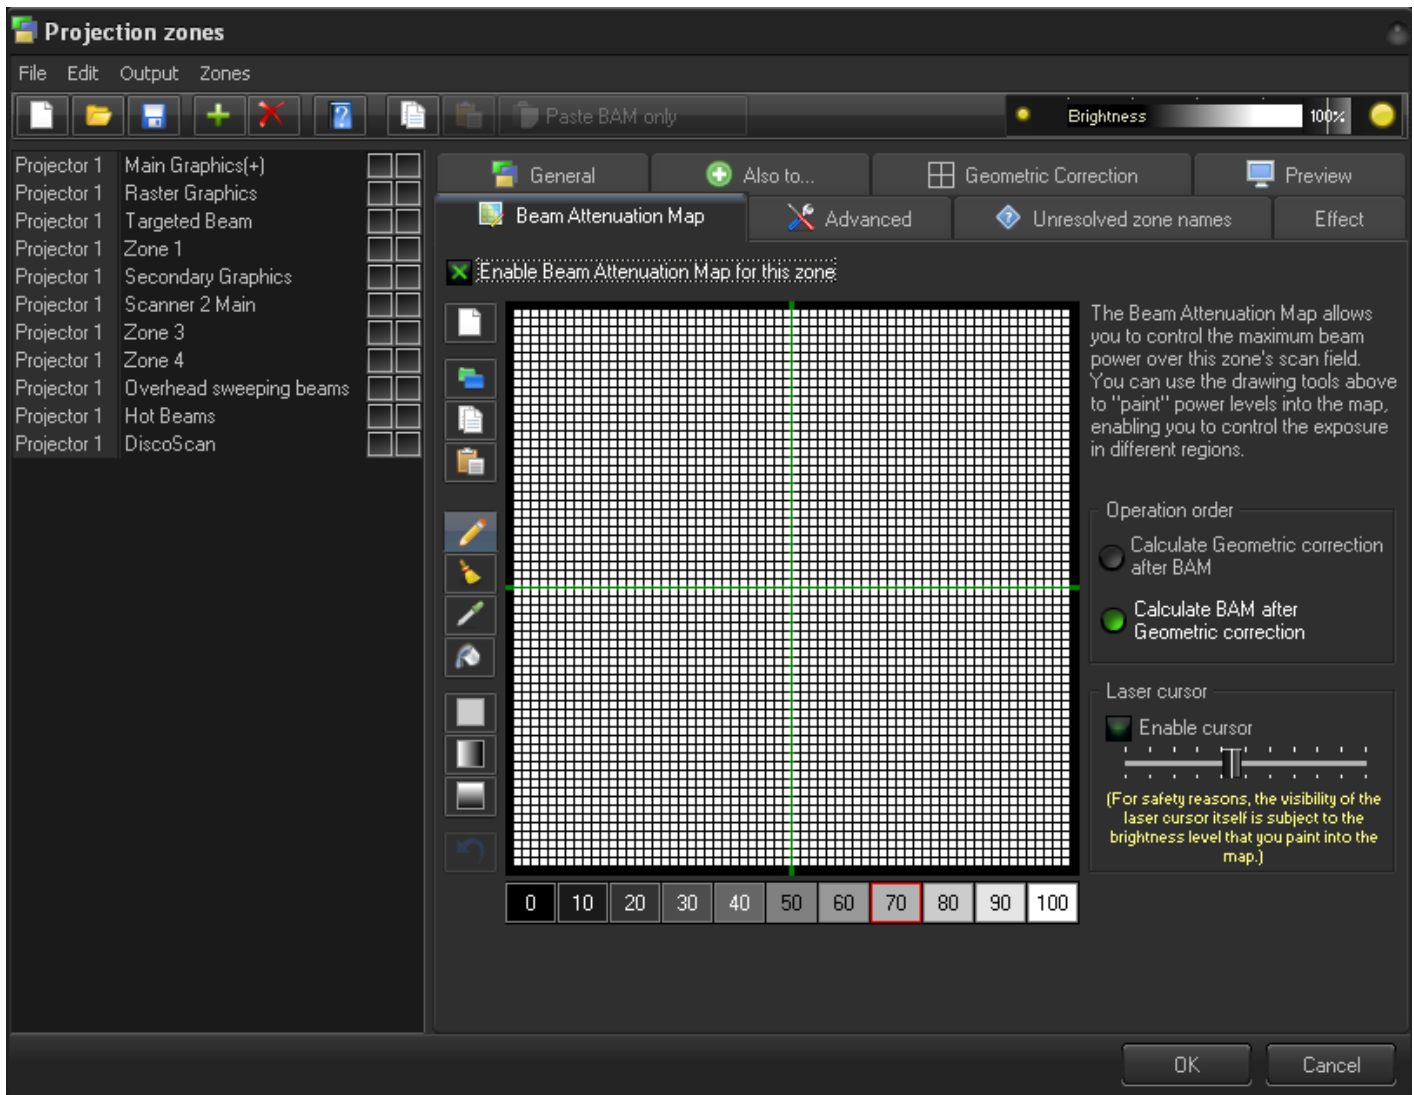 Projection zones
File Edit Output Zones
Paste BAM only
Brightness
100%
Projector 1 Main Graphics(+)
Projector 1 Raster Graphics
Projector 1 Targeted Beam
Projector 1 Zone 1
Projector 1 Secondary Graphics
Projector 1 Scanner 2 Main
Projector 1 Zone 3
Projector 1 Zone 4
Projector 1 Overhead sweeping beams
Projector 1 Hot Beams
Projector 1 DiscoScan
General Also to... Geometric Correction Preview
Beam Attenuation Map Advanced Unresolved zone names Effect
Enable Beam Attenuation Map for this zone
The Beam Attenuation Map allows
you to control the maximum beam
power over this zone's scan field.
You can use the drawing tools above
to "paint" power levels into the map,
enabling you to control the exposure
in different regions.
Operation order
Calculate Geometric correction
after BAM
Calculate BAM after
Geometric correction
Laser cursor
Enable cursor
(For safety reasons, the visibility of the
laser cursor itself is subject to the
brightness level that you paint into the
map.)
0 10 20 30 40 50 60 70 80 90 100
OK Cancel